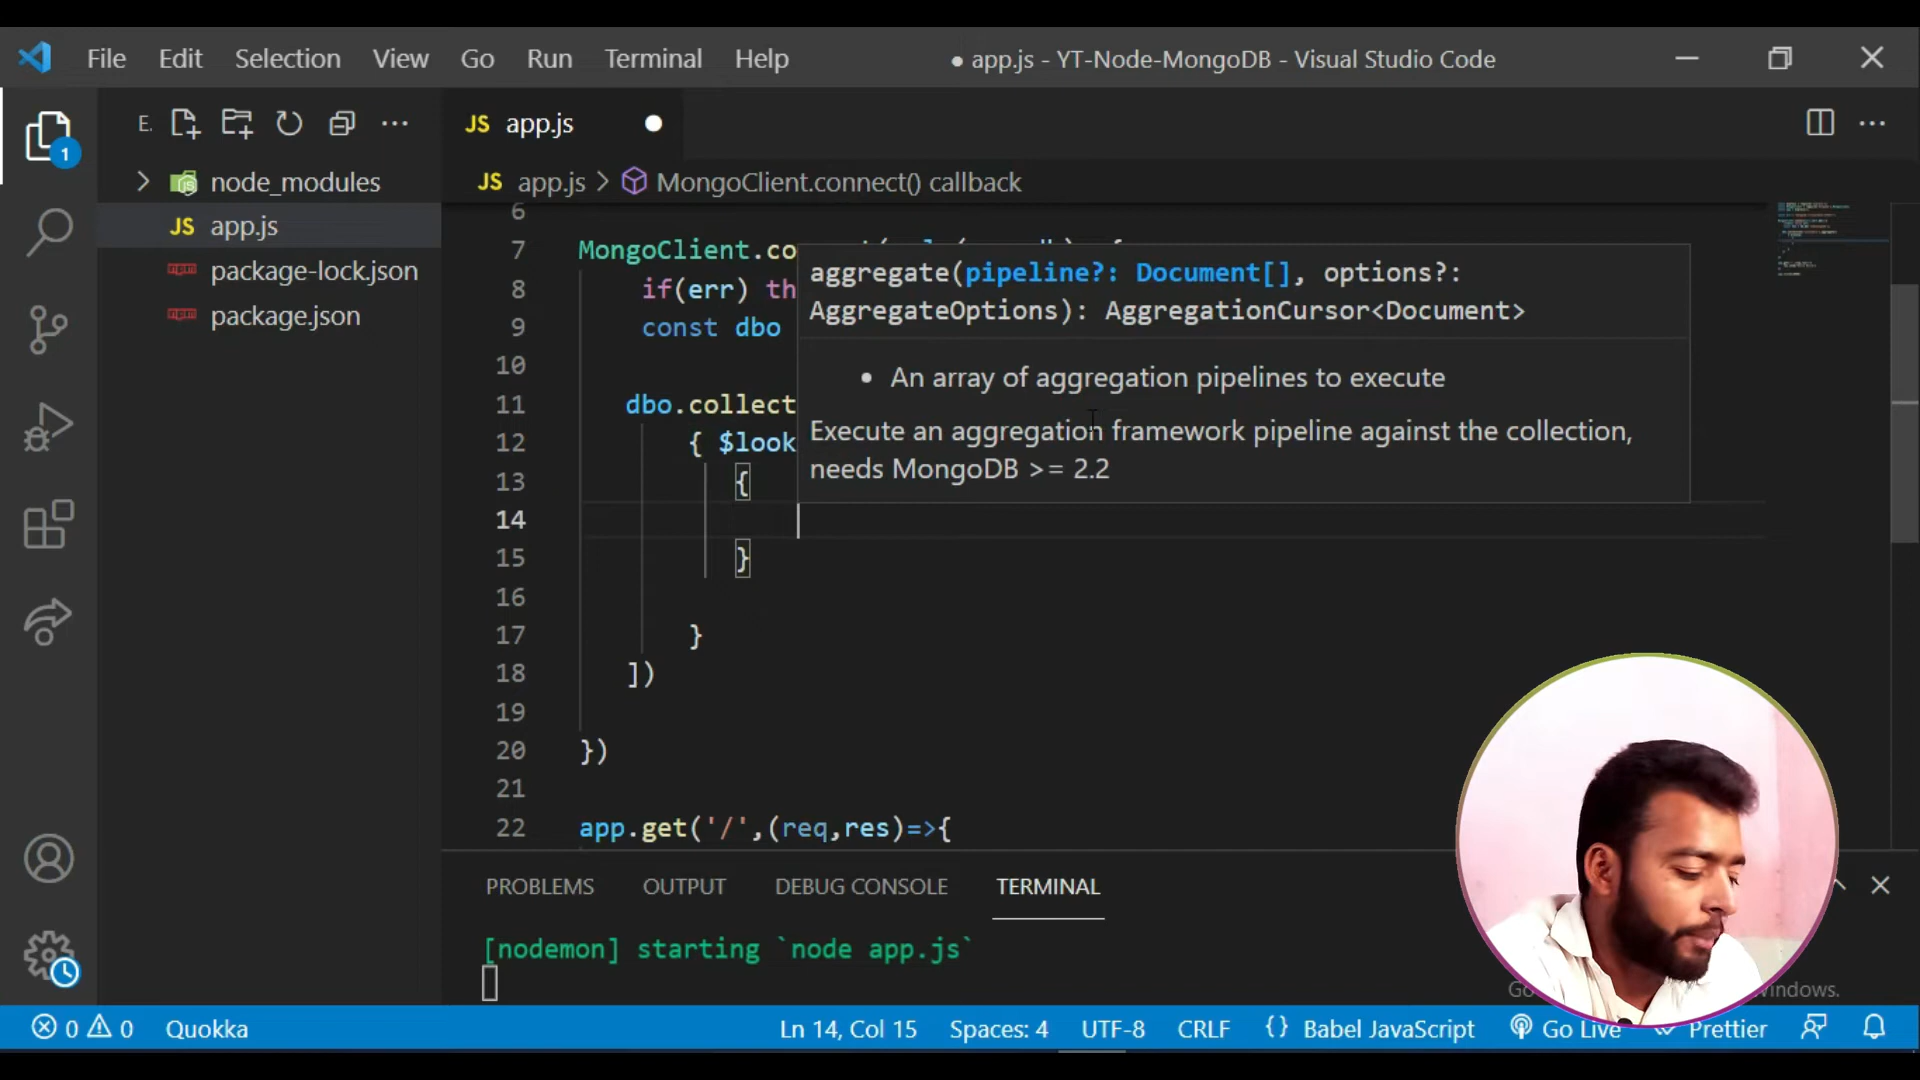 File Edit Selection View Go Run Terminal Help
● app.js - YT-Node-MongoDB - Visual Studio Code
E.
JS app.js
JS app.js > MongoClient.connect() callback
node_modules
JS app.js
package-lock.json
package.json
1
6
7 MongoClient.co
8 if(err) th
9 const dbo
10
11 dbo.collect
12 { $look
13 {
14
15 }
16
17 }
18 ])
19
20 })
21
22 app.get('/',(req,res)=>{
aggregate(pipeline?: Document[], options?:
AggregateOptions): AggregationCursor<Document>
• An array of aggregation pipelines to execute
Execute an aggregation framework pipeline against the collection,
needs MongoDB >= 2.2
PROBLEMS OUTPUT DEBUG CONSOLE TERMINAL
[nodemon] starting `node app.js`
Windows.
0 0 Quokka Ln 14, Col 15 Spaces: 4 UTF-8 CRLF {} Babel JavaScript Go Live Prettier